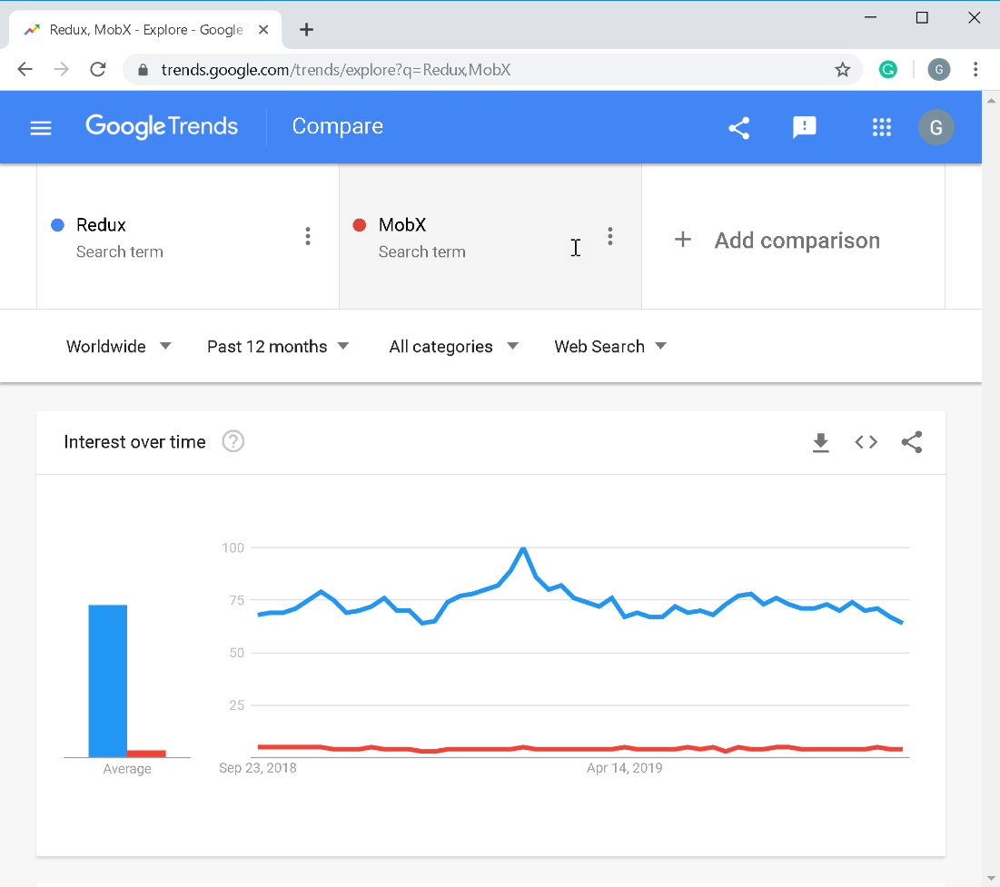 Redux, MobX - Explore - Google
trends.google.com/trends/explore?q=Redux,MobX
G
Google Trends
Compare
G
Redux
Search term
MobX
Search term
+ Add comparison
Worldwide
Past 12 months
All categories
Web Search
Interest over time
100
75
50
25
Average
Sep 23, 2018
Apr 14, 2019